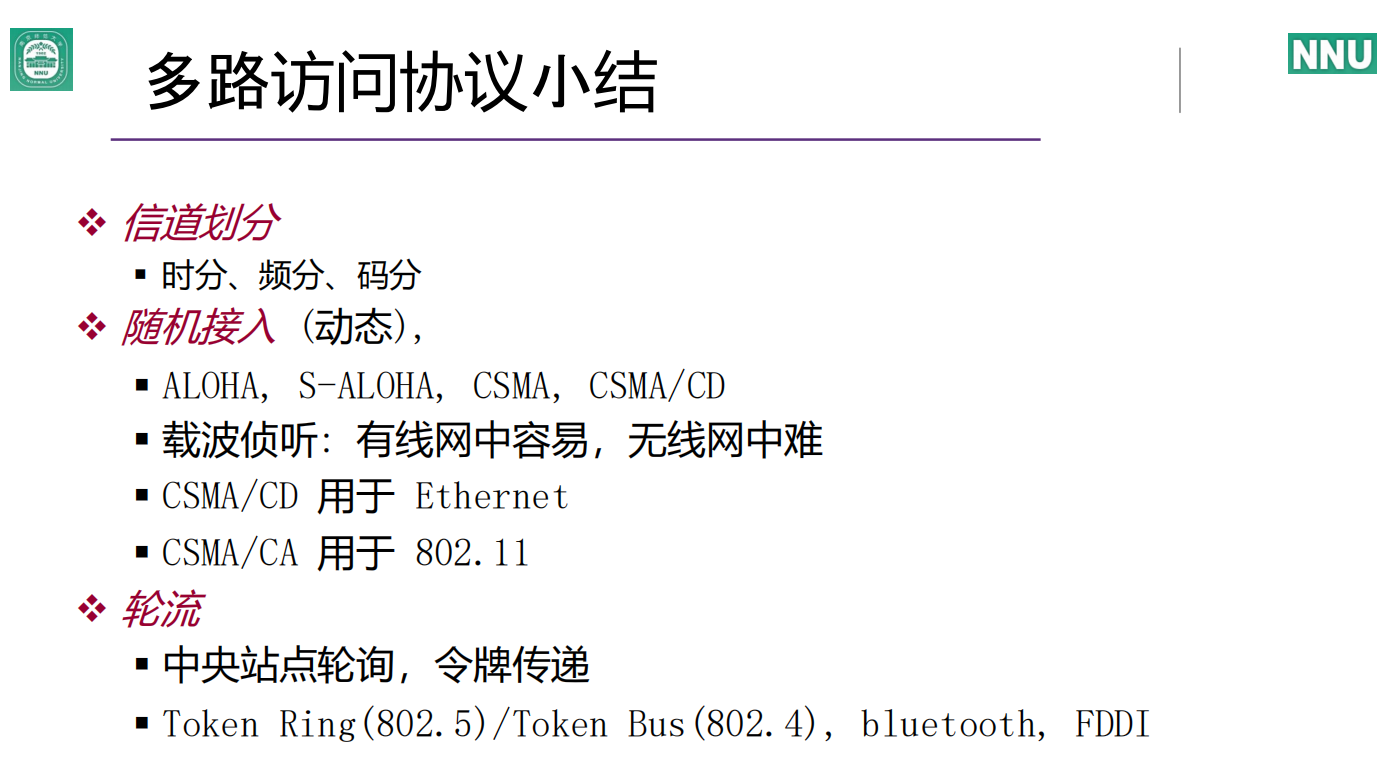 NNU
NNU
多路访问协议小结
信道划分
时分、频分、码分
随机接入 (动态),
ALOHA, S-ALOHA, CSMA, CSMA/CD
载波侦听：有线网中容易，无线网中难
CSMA/CD 用于 Ethernet
CSMA/CA 用于 802.11
轮流
中央站点轮询，令牌传递
Token Ring(802.5)/Token Bus(802.4), bluetooth, FDDI